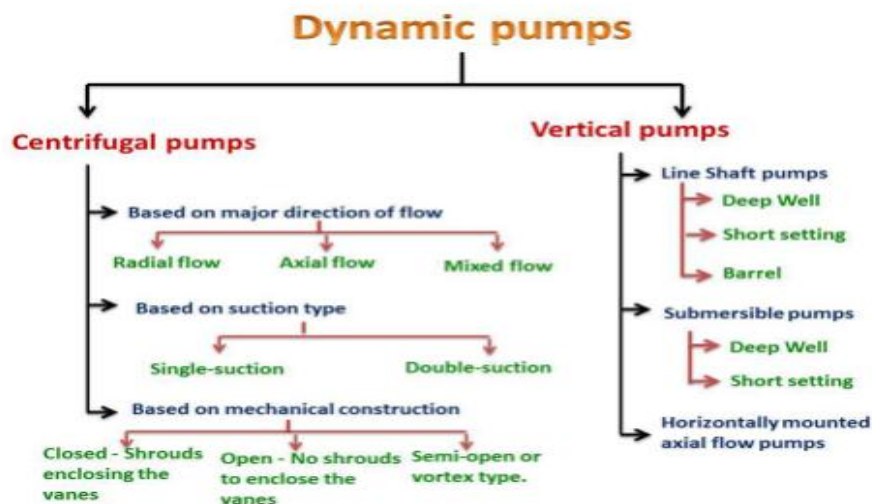 Dynamic pumps
Centrifugal pumps
Based on major direction of flow
Radial flow
Axial flow
Mixed flow
Based on suction type
Single-suction
Double-suction
Based on mechanical construction
Closed - Shrouds
enclosing the
vanes
Open - No shrouds
to enclose the
vanes
Semi-open or
vortex type.
Vertical pumps
Line Shaft pumps
Deep Well
Short setting
Barrel
Submersible pumps
Deep Well
Short setting
Horizontally mounted
axial flow pumps